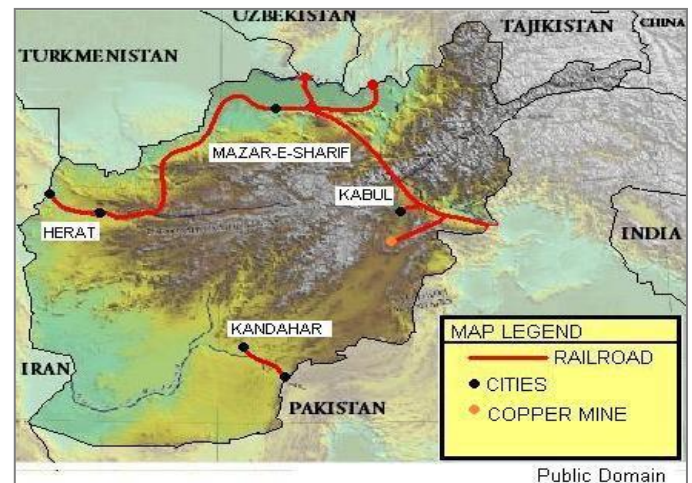 UZBEKISTAN
TAJIKISTAN
CHINA
TURKMENISTAN
MAZAR-E-SHARIF
KABUL
HERAT
INDIA
KANDAHAR
IRAN
PAKISTAN
MAP LEGEND
RAILROAD
CITIES
COPPER MINE
Public Domain